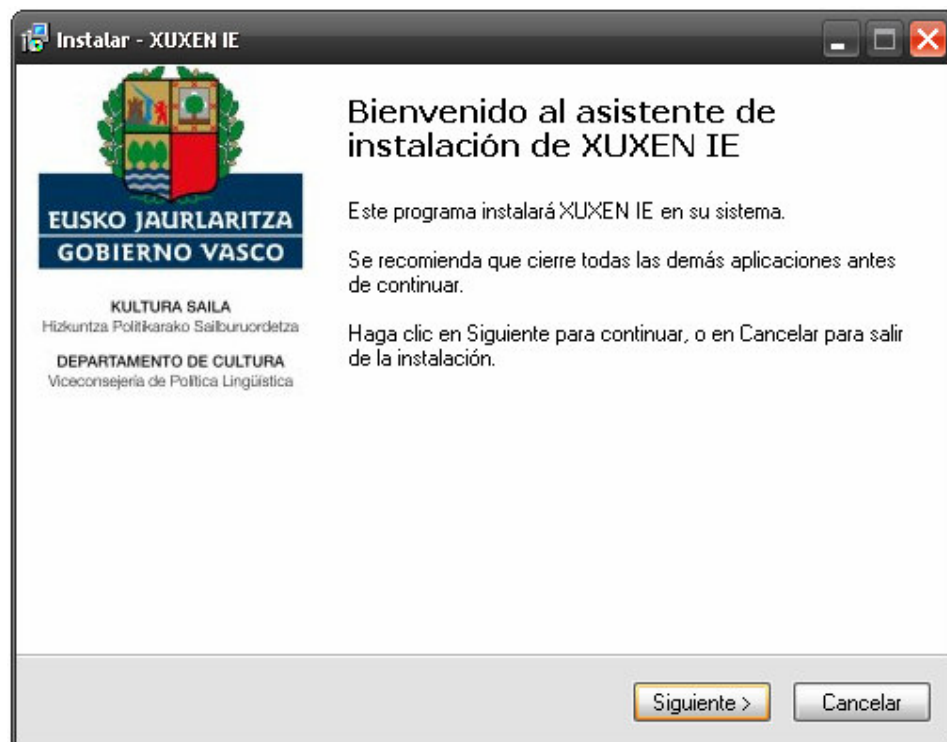 Instalar - XUXEN IE
EUSKO JAURLARITZA
GOBIERNO VASCO
KULTURA SAILA
Hizkuntza Politikarako Sailburuordetza
DEPARTAMENTO DE CULTURA
Viceconsejería de Política Lingüística
Bienvenido al asistente de
instalación de XUXEN IE
Este programa instalará XUXEN IE en su sistema.
Se recomienda que cierre todas las demás aplicaciones antes
de continuar.
Haga clic en Siguiente para continuar, o en Cancelar para salir
de la instalación.
Siguiente >
Cancelar